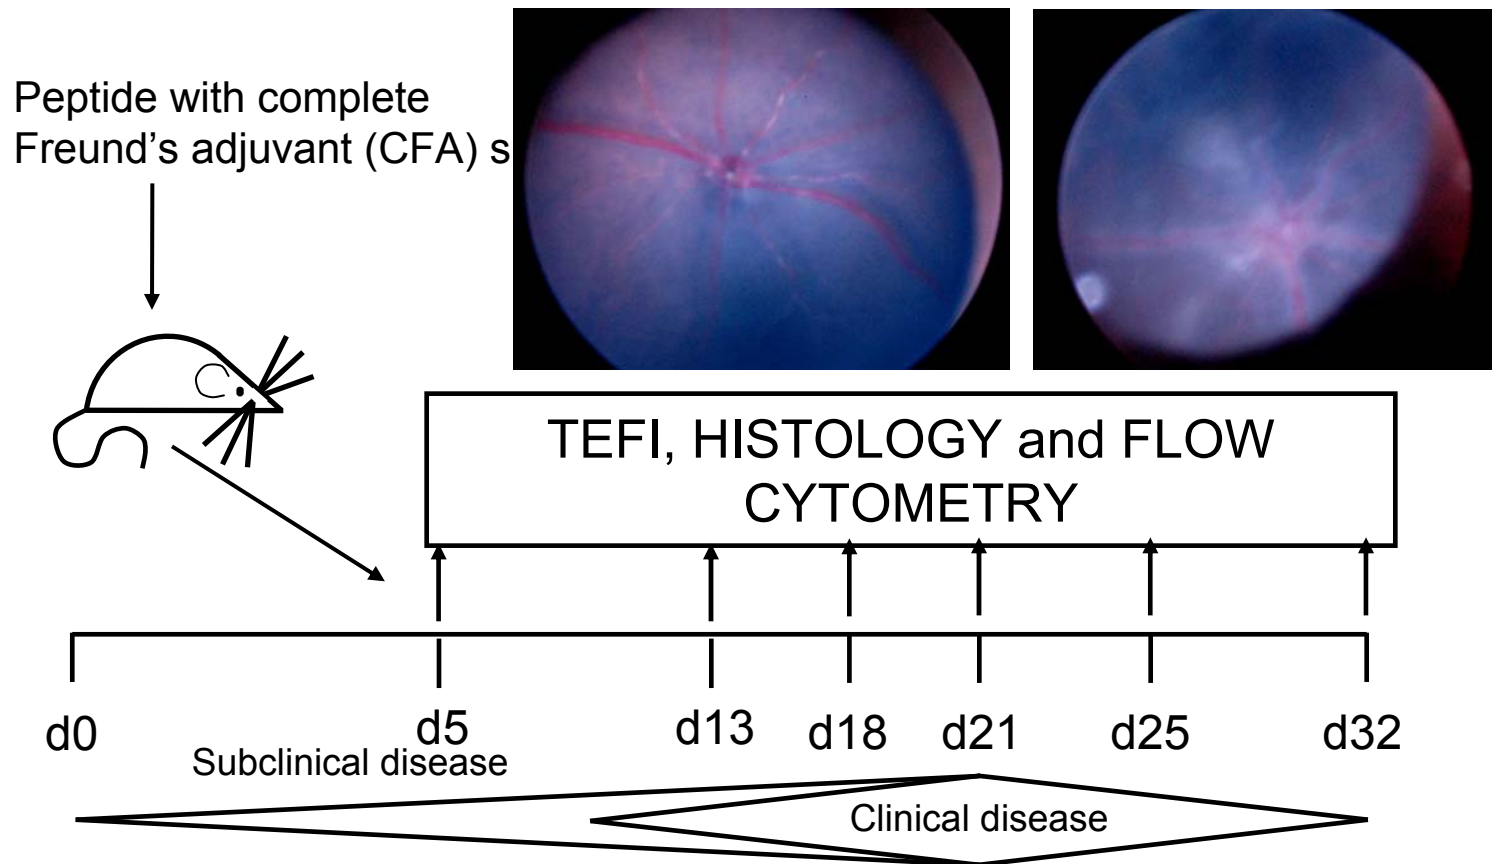 Peptide with complete
Freund's adjuvant (CFA) s
TEFI, HISTOLOGY and FLOW
CYTOMETRY
d0
d5
d13
d18
d21
d25
d32
Subclinical disease
Clinical disease